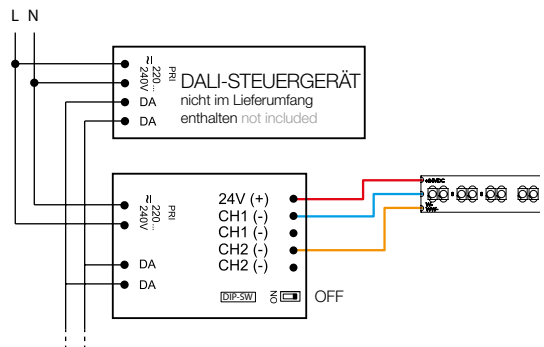 L N
≈ 220... 240V PRI
DA
DA
DALI-STEUERGERÄT
nicht im Lieferumfang
enthalten not included
≈ 220... 240V PRI
DA
DA
24V (+)
CH1 (-)
CH1 (-)
CH2 (-)
CH2 (-)
DIP-SW ON OFF